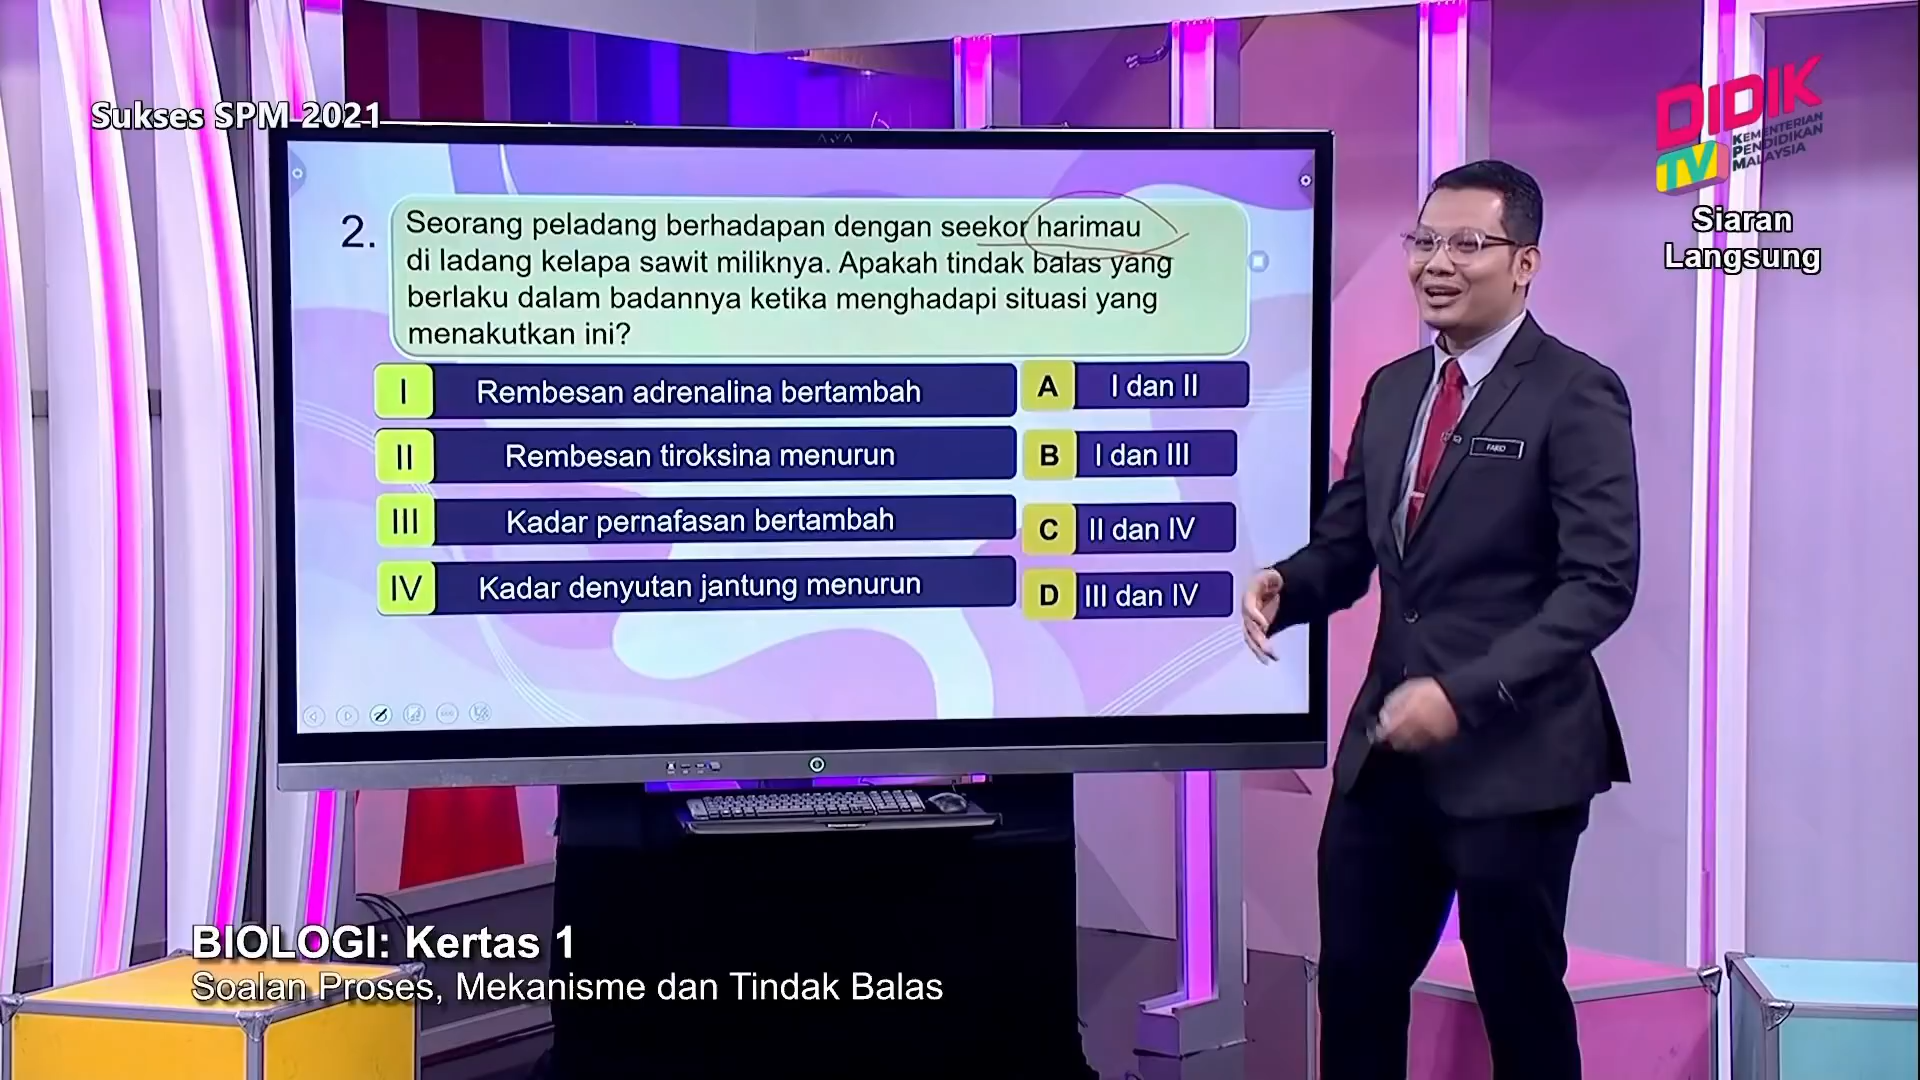 Sukses SPM 2021
DIDIK
TV
KEMENTERIAN
PENDIDIKAN
MALAYSIA
Siaran
Langsung
2.
Seorang peladang berhadapan dengan seekor harimau
di ladang kelapa sawit miliknya. Apakah tindak balas yang
berlaku dalam badannya ketika menghadapi situasi yang
menakutkan ini?
I Rembesan adrenalina bertambah
II Rembesan tiroksina menurun
III Kadar pernafasan bertambah
IV Kadar denyutan jantung menurun
A I dan II
B I dan III
C II dan IV
D III dan IV
FARID
BIOLOGI: Kertas 1
Soalan Proses, Mekanisme dan Tindak Balas